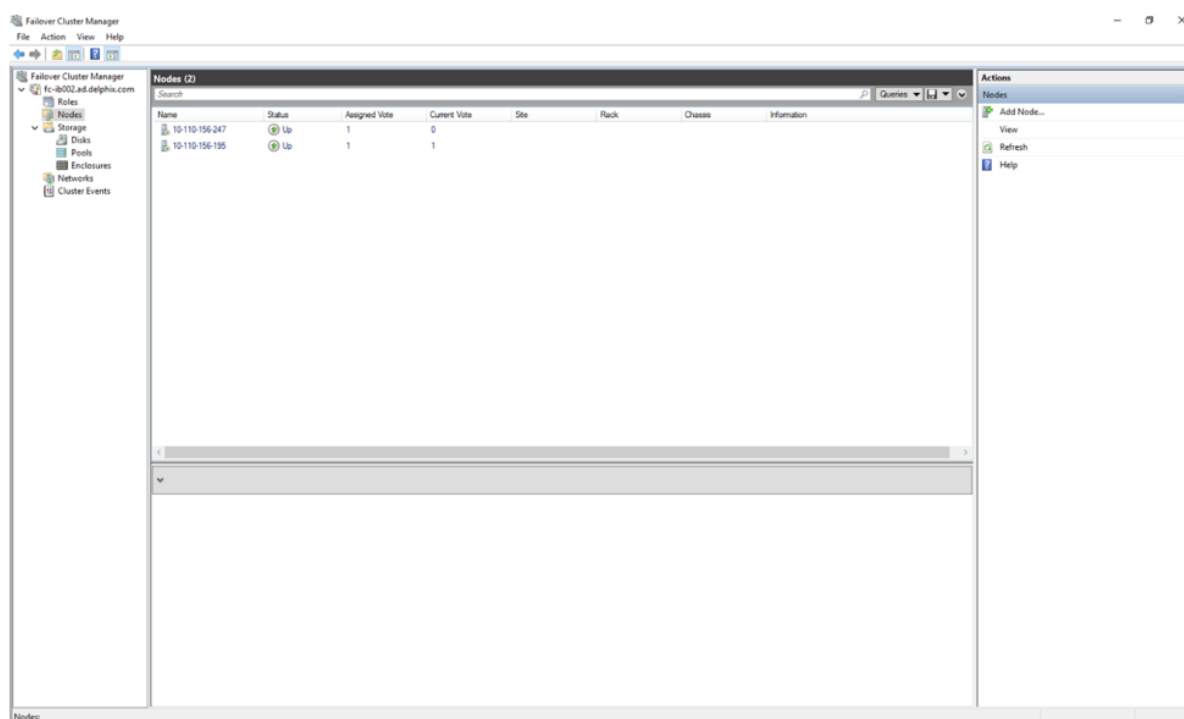 Failover Cluster Manager
File Action View Help
Failover Cluster Manager
fc-ib002.ad.delphix.com
Roles
Nodes
Storage
Disks
Pools
Enclosures
Networks
Cluster Events
Nodes (2)
Search
Queries
Name Status Assigned Vote Current Vote Site Rack Chassis Information
10-110-156-247 Up 1 0
10-110-156-195 Up 1 1
Actions
Nodes
Add Node...
View
Refresh
Help
Nodes: